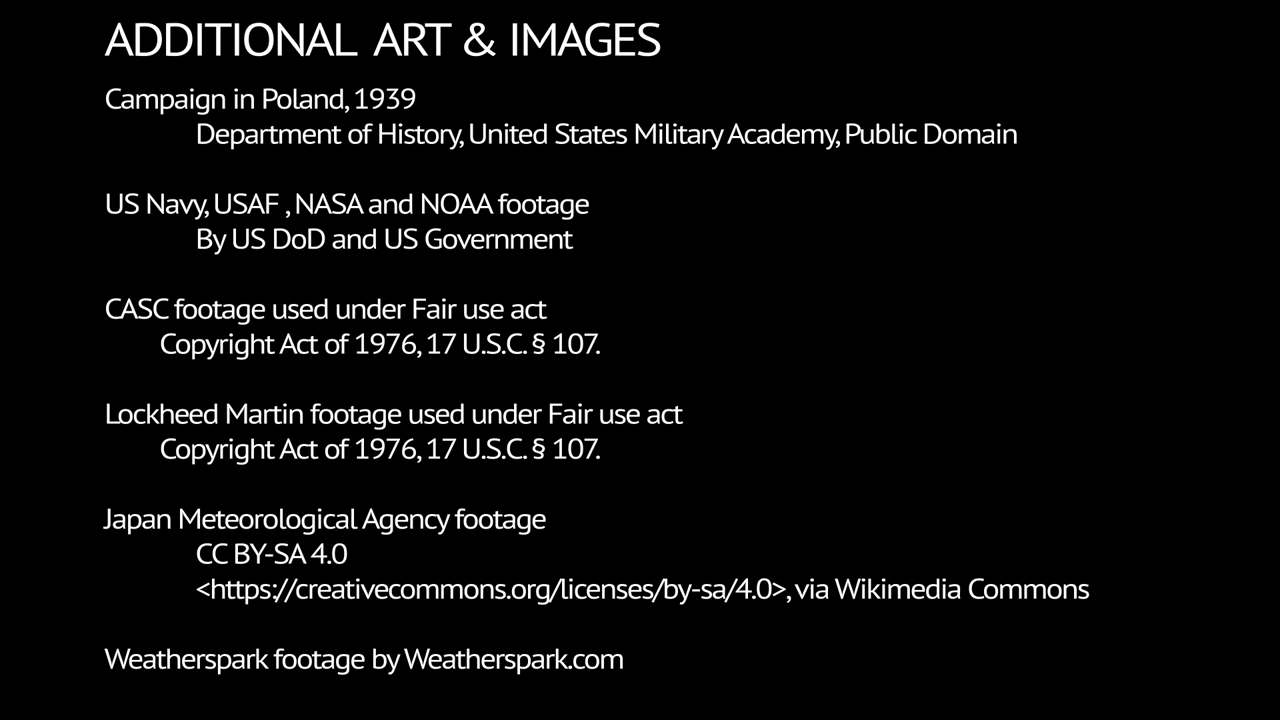 ADDITIONAL ART & IMAGES
Campaign in Poland, 1939
Department of History, United States Military Academy, Public Domain
US Navy, USAF , NASA and NOAA footage
By US DoD and US Government
CASC footage used under Fair use act
Copyright Act of 1976, 17 U.S.C. § 107.
Lockheed Martin footage used under Fair use act
Copyright Act of 1976, 17 U.S.C. § 107.
Japan Meteorological Agency footage
CC BY-SA 4.0
<https://creativecommons.org/licenses/by-sa/4.0>, via Wikimedia Commons
Weatherspark footage by Weatherspark.com